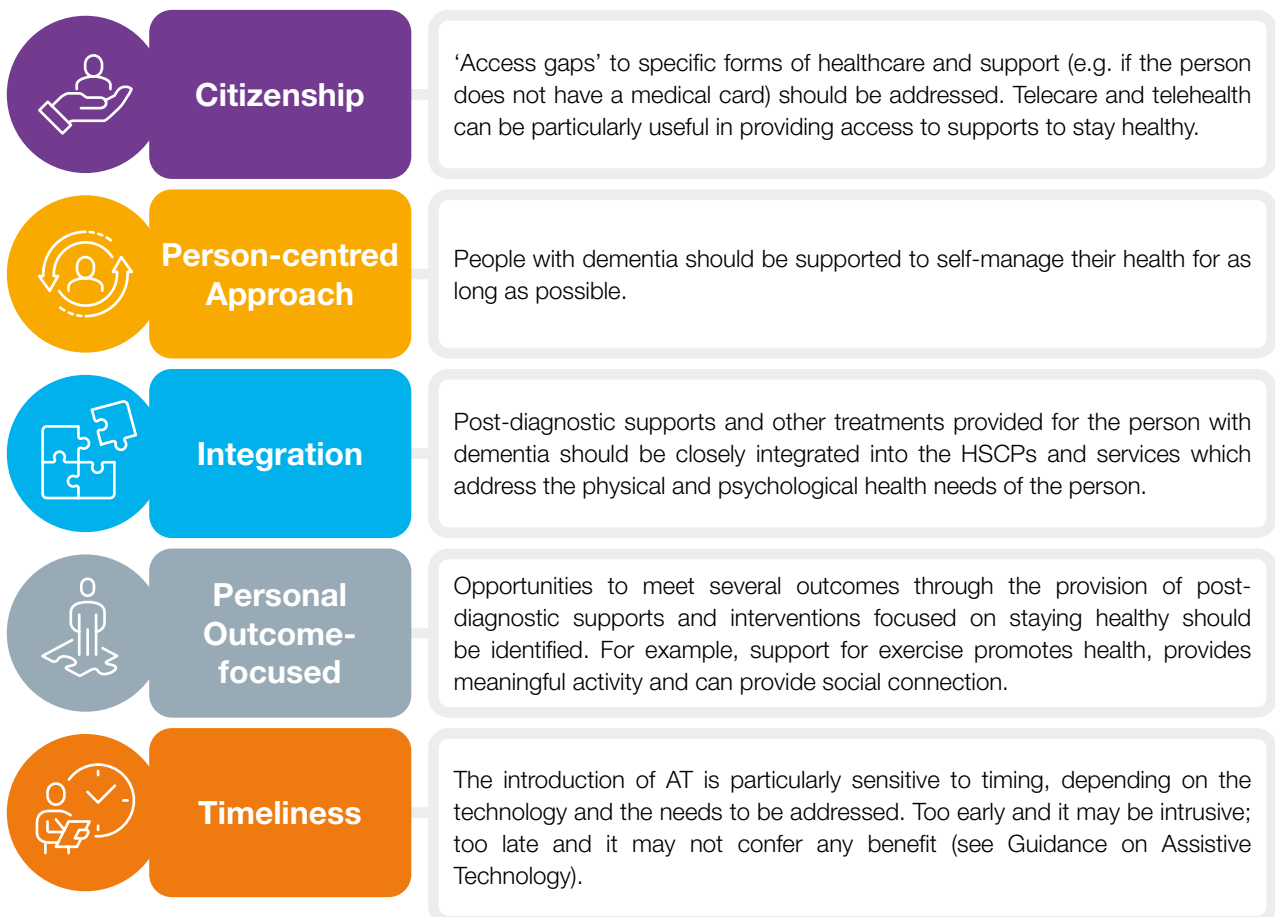 Citizenship
‘Access gaps’ to specific forms of healthcare and support (e.g. if the person
does not have a medical card) should be addressed. Telecare and telehealth
can be particularly useful in providing access to supports to stay healthy.
Person-centred
Approach
People with dementia should be supported to self-manage their health for as
long as possible.
Integration
Post-diagnostic supports and other treatments provided for the person with
dementia should be closely integrated into the HSCPs and services which
address the physical and psychological health needs of the person.
Personal
Outcome-
focused
Opportunities to meet several outcomes through the provision of post-
diagnostic supports and interventions focused on staying healthy should
be identified. For example, support for exercise promotes health, provides
meaningful activity and can provide social connection.
Timeliness
The introduction of AT is particularly sensitive to timing, depending on the
technology and the needs to be addressed. Too early and it may be intrusive;
too late and it may not confer any benefit (see Guidance on Assistive
Technology).